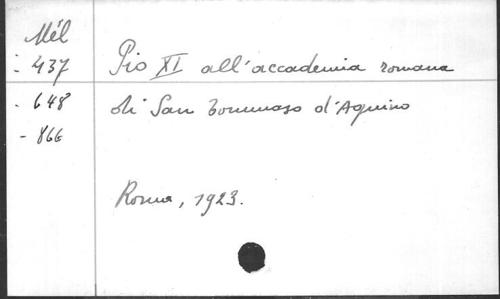 Mél
- 437
- 648
- 866
Pio XI all'accademia romana
di San Tommaso d'Aquino
Roma, 1923.